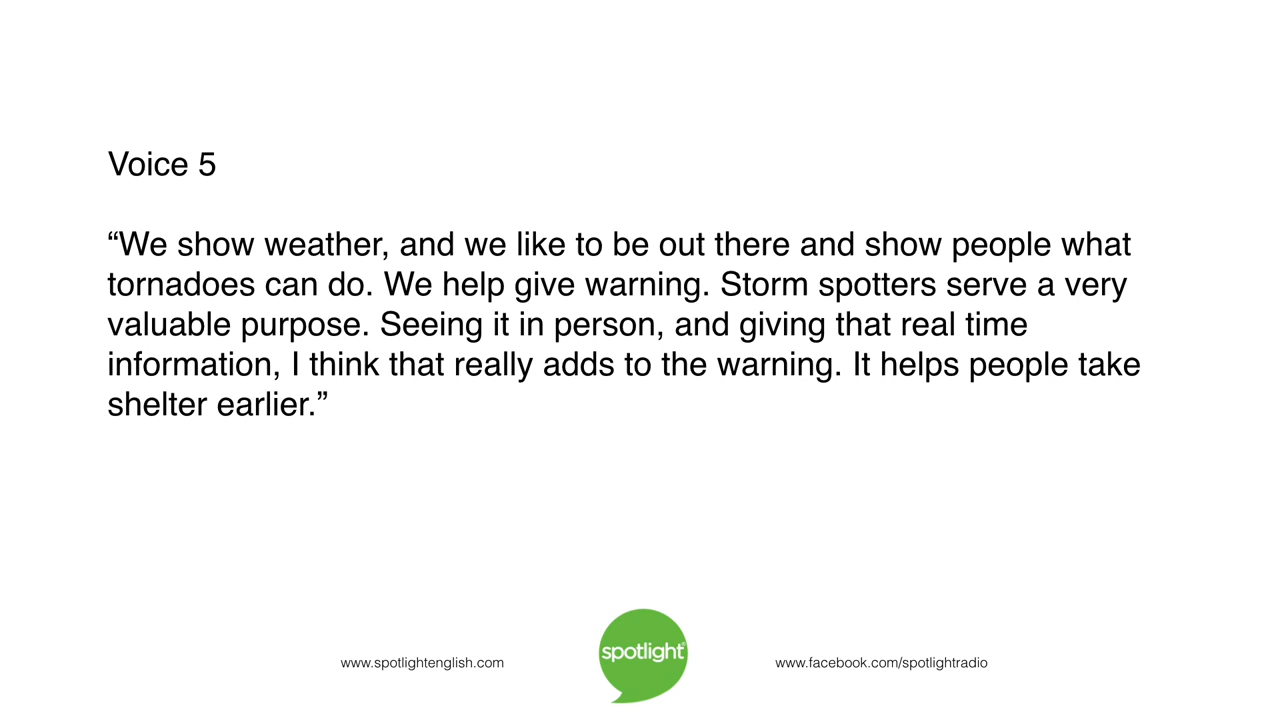 Voice 5
“We show weather, and we like to be out there and show people what
tornadoes can do. We help give warning. Storm spotters serve a very
valuable purpose. Seeing it in person, and giving that real time
information, I think that really adds to the warning. It helps people take
shelter earlier.”
www.spotlightenglish.com
spotlight®
www.facebook.com/spotlightradio